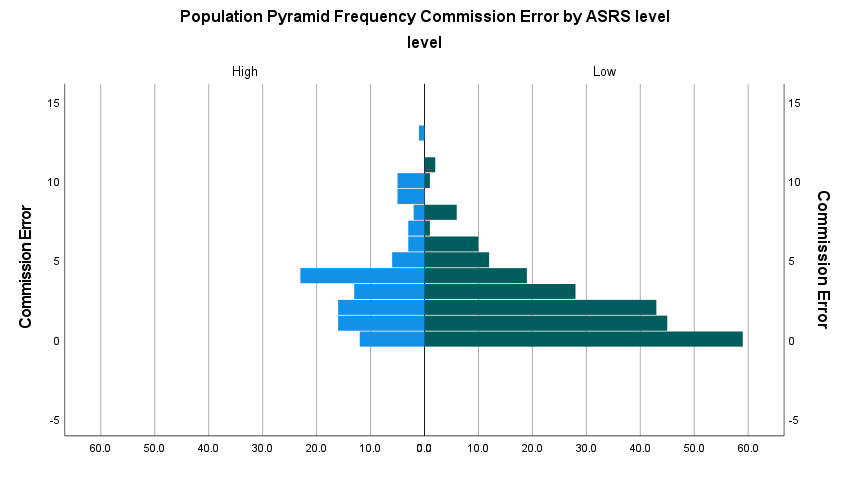 Population Pyramid Frequency Commission Error by ASRS level
level
High Low
15 15
10 10
5 5
0 0
-5 -5
Commission Error
Commission Error
60.0 50.0 40.0 30.0 20.0 10.0 0.0 0.0 10.0 20.0 30.0 40.0 50.0 60.0